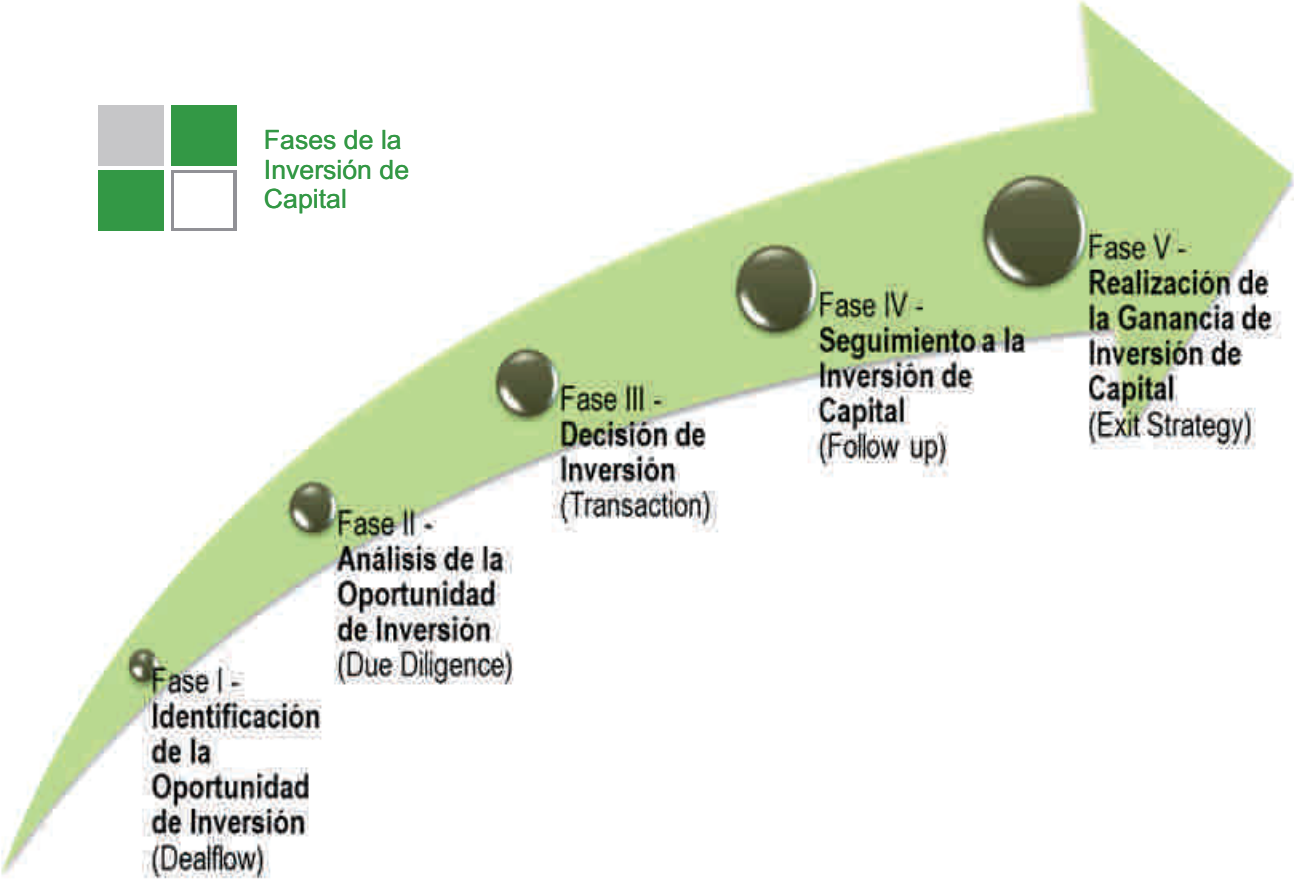 Fases de la
Inversión de
Capital
Fase I -
Identificación
de la
Oportunidad
de Inversión
(Dealflow)
Fase II -
Análisis de la
Oportunidad
de Inversión
(Due Diligence)
Fase III -
Decisión de
Inversión
(Transaction)
Fase IV -
Seguimiento a la
Inversión de
Capital
(Follow up)
Fase V -
Realización de
la Ganancia de
Inversión de
Capital
(Exit Strategy)